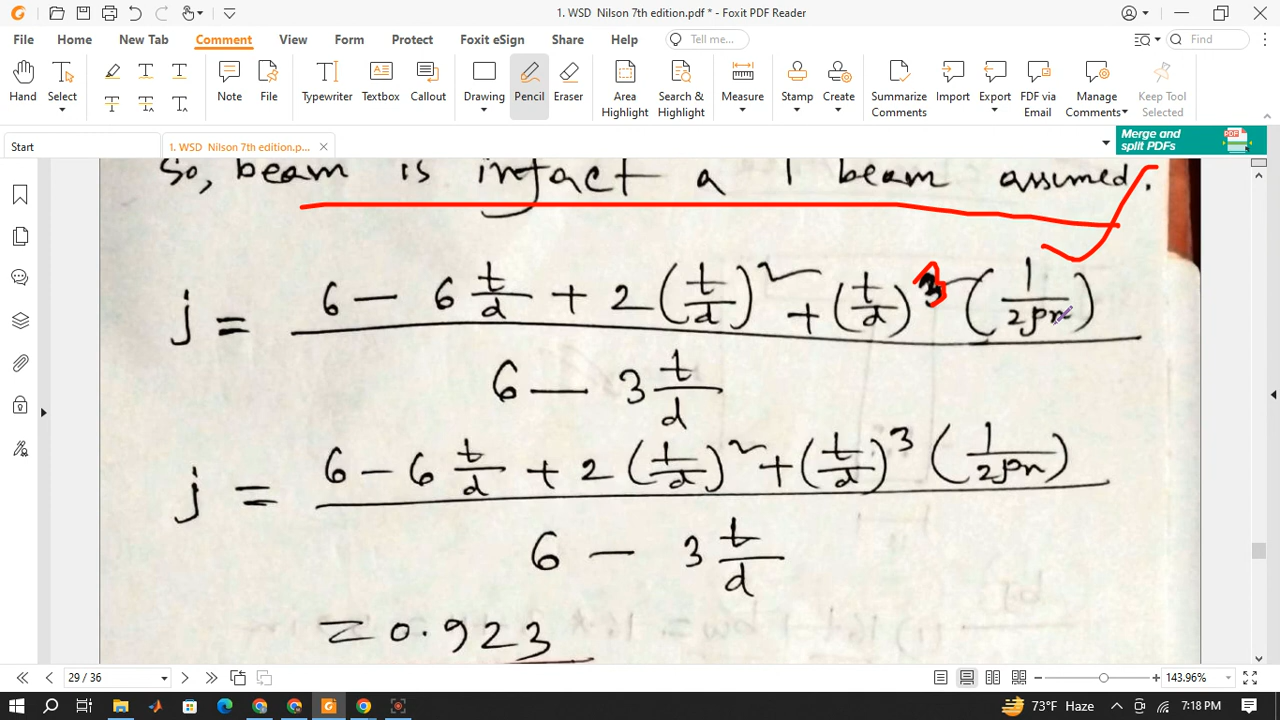 1. WSD Nilson 7th edition.pdf * - Foxit PDF Reader
File Home New Tab Comment View Form Protect Foxit eSign Share Help Tell me... Find
Hand Select Note File Typewriter Textbox Callout Drawing Pencil Eraser Area Highlight Search & Highlight Measure Stamp Create Summarize Comments Import Export PDF via Email Manage Comments Keep Tool Selected
Start 1. WSD Nilson 7th edition.p... Merge and split PDFs
So, beam is infact a T beam assumed.
j = (6 - 6 t/d + 2 (t/d)² + (t/d)³ (1/2pn)) / (6 - 3 t/d)
j = (6 - 6 t/d + 2 (t/d)² + (t/d)³ (1/2pn)) / (6 - 3 t/d)
= 0.923
29 / 36 143.96%
73°F Haze 7:18 PM